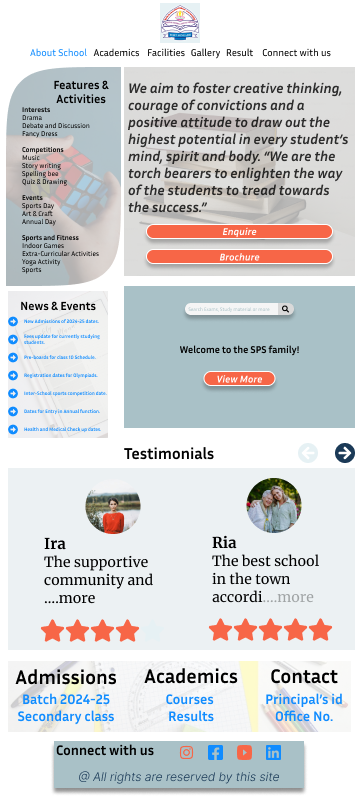 About School Academics Facilities Gallery Result Connect with us
Features &
Activities
Interests
Drama
Debate and Discussion
Fancy Dress
Competitions
Music
Story writing
Spelling bee
Quiz & Drawing
Events
Sports Day
Art & Craft
Annual Day
Sports and Fitness
Indoor Games
Extra-Curricular Activities
Yoga Activity
Sports
We aim to foster creative thinking,
courage of convictions and a
positive attitude to draw out the
highest potential in every student's
mind, spirit and body. “We are the
torch bearers to enlighten the way
of the students to tread towards
the success.”
Enquire
Brochure
News & Events
New Admissions of 2024-25 dates.
Fees update for currently studying
students.
Pre-boards for class 10 Schedule.
Registration dates for Olympiads.
Inter-School sports competition date.
Dates for Entry in Annual function.
Health and Medical Check up dates
Search events, Study material or more
Welcome to the SPS family!
View More
Testimonials
Ira
The supportive
community and
....more
Ria
The best school
in the town
accordi....more
Admissions
Batch 2024-25
Secondary class
Academics
Courses
Results
Contact
Principal's id
Office No.
Connect with us
@ All rights are reserved by this site